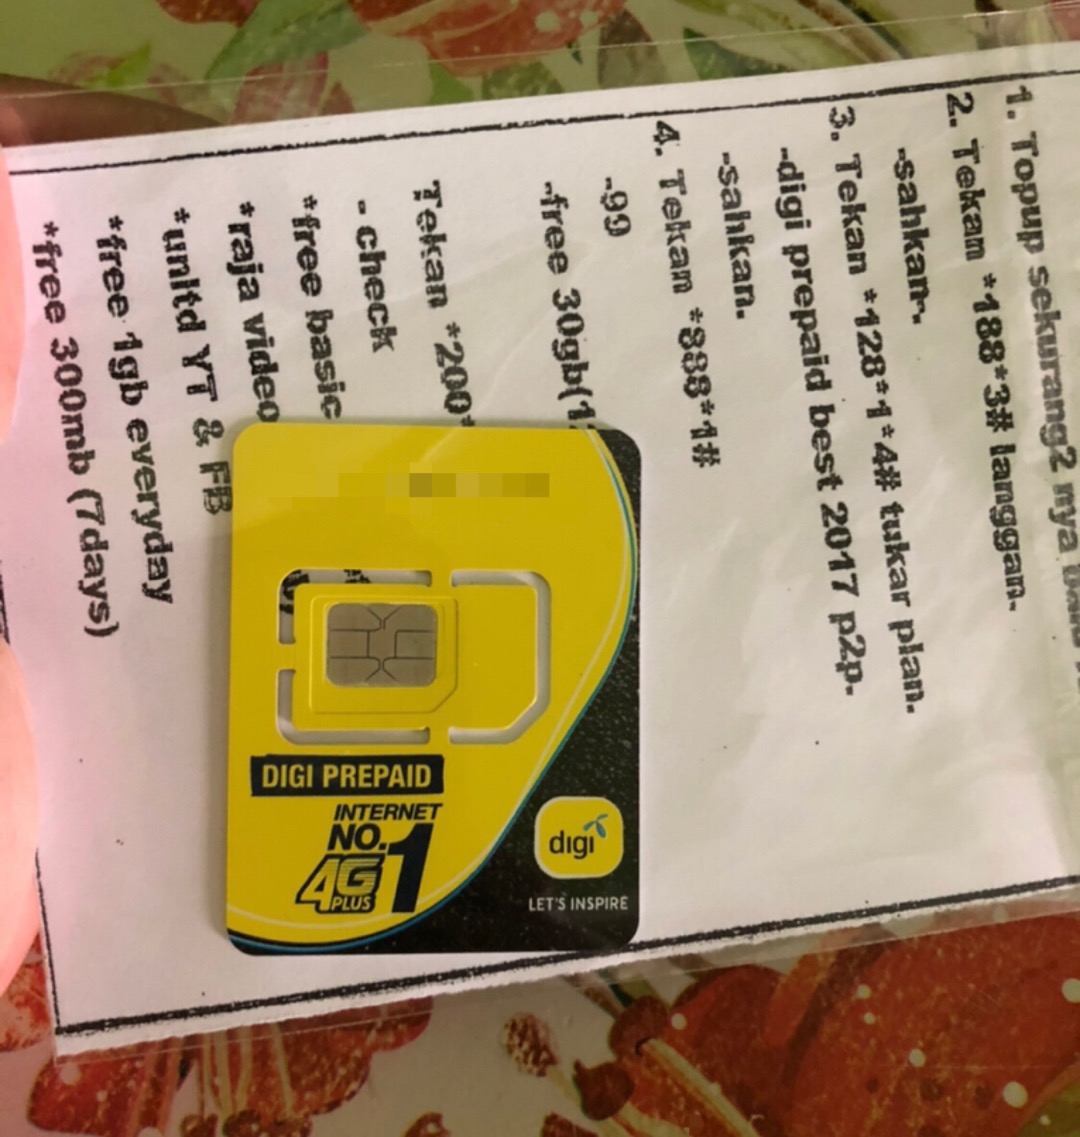 1. Topup sekurang2 nya
2. Tekan *188*3# langgan.
-sahkan.
3. Tekan *128*1*4# tukar plan.
-digi prepaid best 2017 p2p.
-sahkan.
4. Tekan *888*1#
-99
-free 30gb(1
Tekan *200*
- check
*free basic
*raja video
*unltd YT & FB
*free 1gb everyday
*free 300mb (7days)
DIGI PREPAID
INTERNET
NO.1
4G
PLUS
digi
LET'S INSPIRE